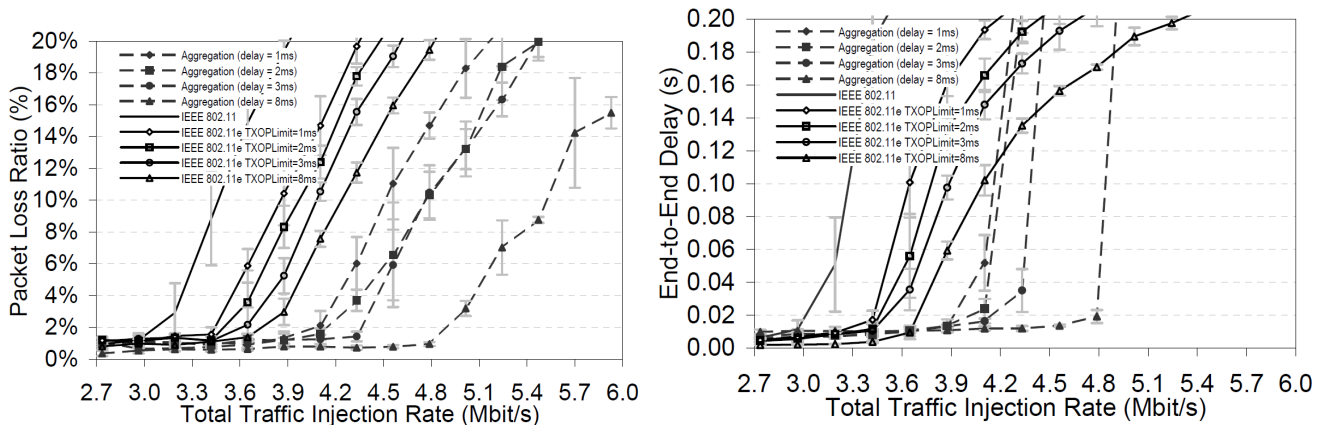 Packet Loss Ratio (%)
20%
18%
16%
14%
12%
10%
8%
6%
4%
2%
0%
Aggregation (delay = 1ms)
Aggregation (delay = 2ms)
Aggregation (delay = 3ms)
Aggregation (delay = 8ms)
IEEE 802.11
IEEE 802.11e TXOPLimit=1ms
IEEE 802.11e TXOPLimit=2ms
IEEE 802.11e TXOPLimit=3ms
IEEE 802.11e TXOPLimit=8ms
2.7 3.0 3.3 3.6 3.9 4.2 4.5 4.8 5.1 5.4 5.7 6.0
Total Traffic Injection Rate (Mbit/s)
End-to-End Delay (s)
0.20
0.18
0.16
0.14
0.12
0.10
0.08
0.06
0.04
0.02
0.00
Aggregation (delay = 1ms)
Aggregation (delay = 2ms)
Aggregation (delay = 3ms)
Aggregation (delay = 8ms)
IEEE 802.11
IEEE 802.11e TXOPLimit=1ms
IEEE 802.11e TXOPLimit=2ms
IEEE 802.11e TXOPLimit=3ms
IEEE 802.11e TXOPLimit=8ms
2.7 3.0 3.3 3.6 3.9 4.2 4.5 4.8 5.1 5.4 5.7 6.0
Total Traffic Injection Rate (Mbit/s)